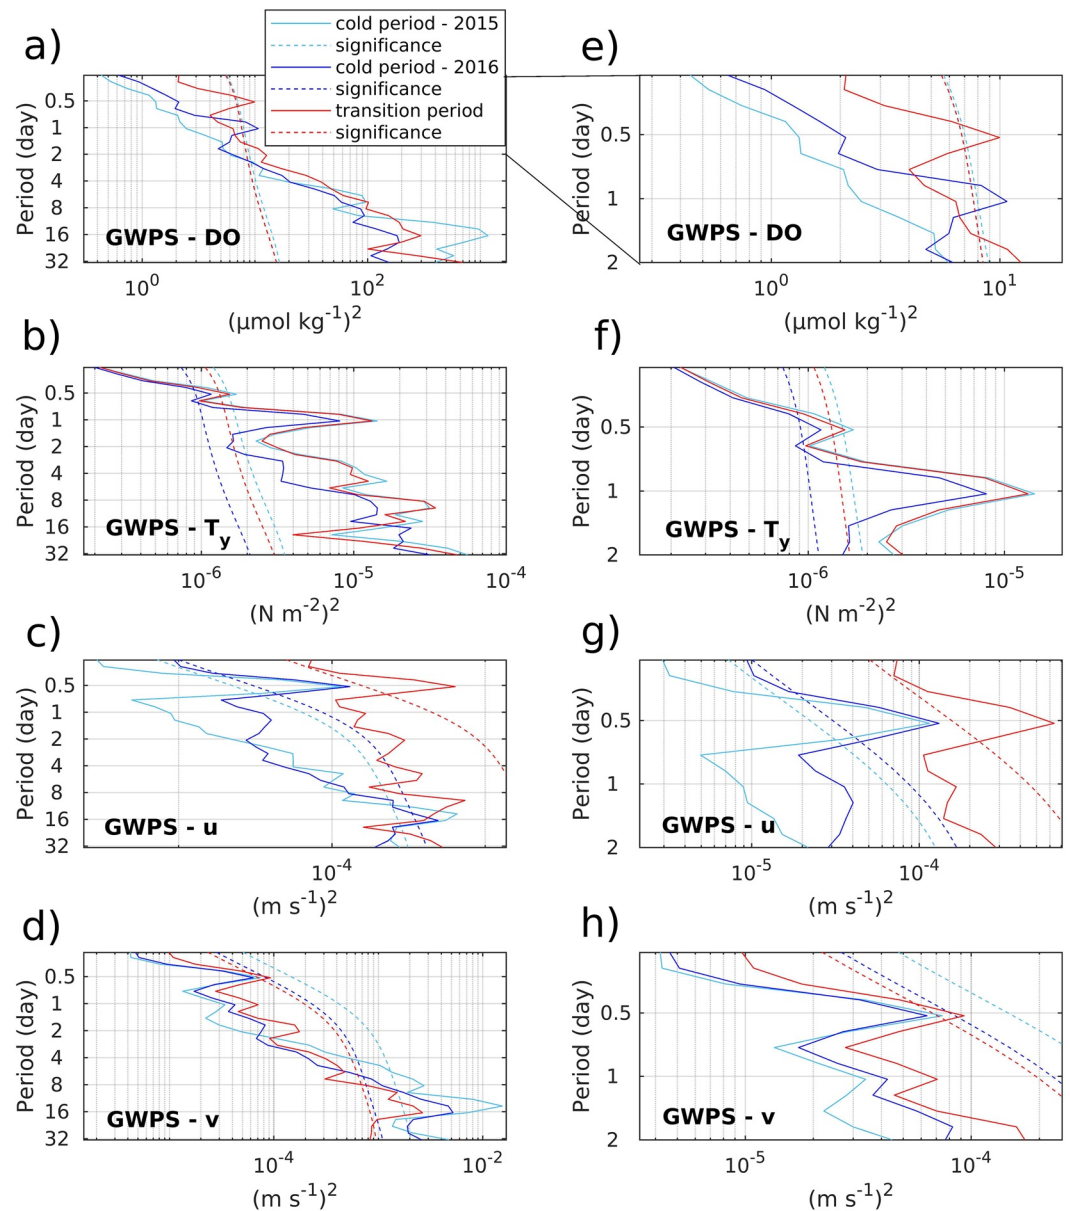 a)
cold period - 2015
significance
cold period - 2016
significance
transition period
significance
Period (day)
0.5
1
2
4
8
16
32
GWPS - DO
10^0
10^2
(μmol kg^-1)^2
e)
Period (day)
0.5
1
2
GWPS - DO
10^0
10^1
(μmol kg^-1)^2
b)
Period (day)
0.5
1
2
4
8
16
32
GWPS - T_y
10^-6
10^-5
10^-4
(N m^-2)^2
f)
Period (day)
0.5
1
2
GWPS - T_y
10^-6
10^-5
(N m^-2)^2
c)
Period (day)
0.5
1
2
4
8
16
32
GWPS - u
10^-4
(m s^-1)^2
g)
Period (day)
0.5
1
2
GWPS - u
10^-5
10^-4
(m s^-1)^2
d)
Period (day)
0.5
1
2
4
8
16
32
GWPS - v
10^-4
10^-2
(m s^-1)^2
h)
Period (day)
0.5
1
2
GWPS - v
10^-5
10^-4
(m s^-1)^2